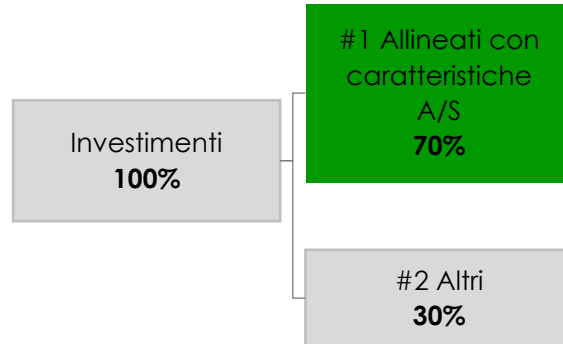 #1 Allineati con
caratteristiche
A/S
70%
Investimenti
100%
#2 Altri
30%